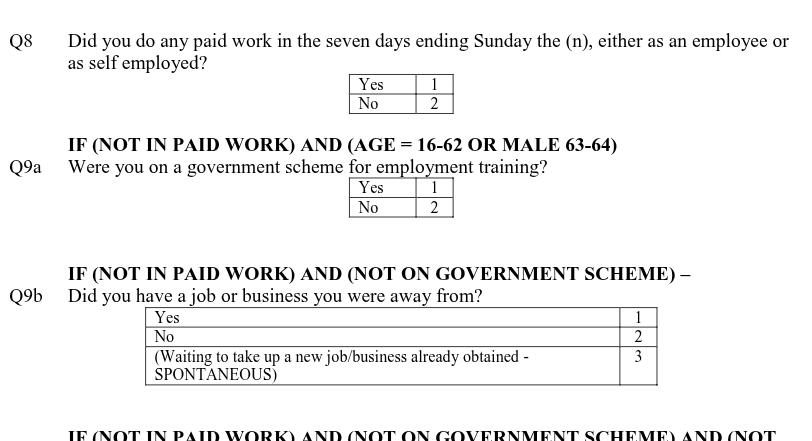 Q8 Did you do any paid work in the seven days ending Sunday the (n), either as an employee or
as self employed?
Yes 1
No 2
IF (NOT IN PAID WORK) AND (AGE = 16-62 OR MALE 63-64)
Q9a Were you on a government scheme for employment training?
Yes 1
No 2
IF (NOT IN PAID WORK) AND (NOT ON GOVERNMENT SCHEME) –
Q9b Did you have a job or business you were away from?
Yes 1
No 2
(Waiting to take up a new job/business already obtained - 3
SPONTANEOUS)
IF (NOT IN PAID WORK) AND (NOT ON GOVERNMENT SCHEME) AND (NOT